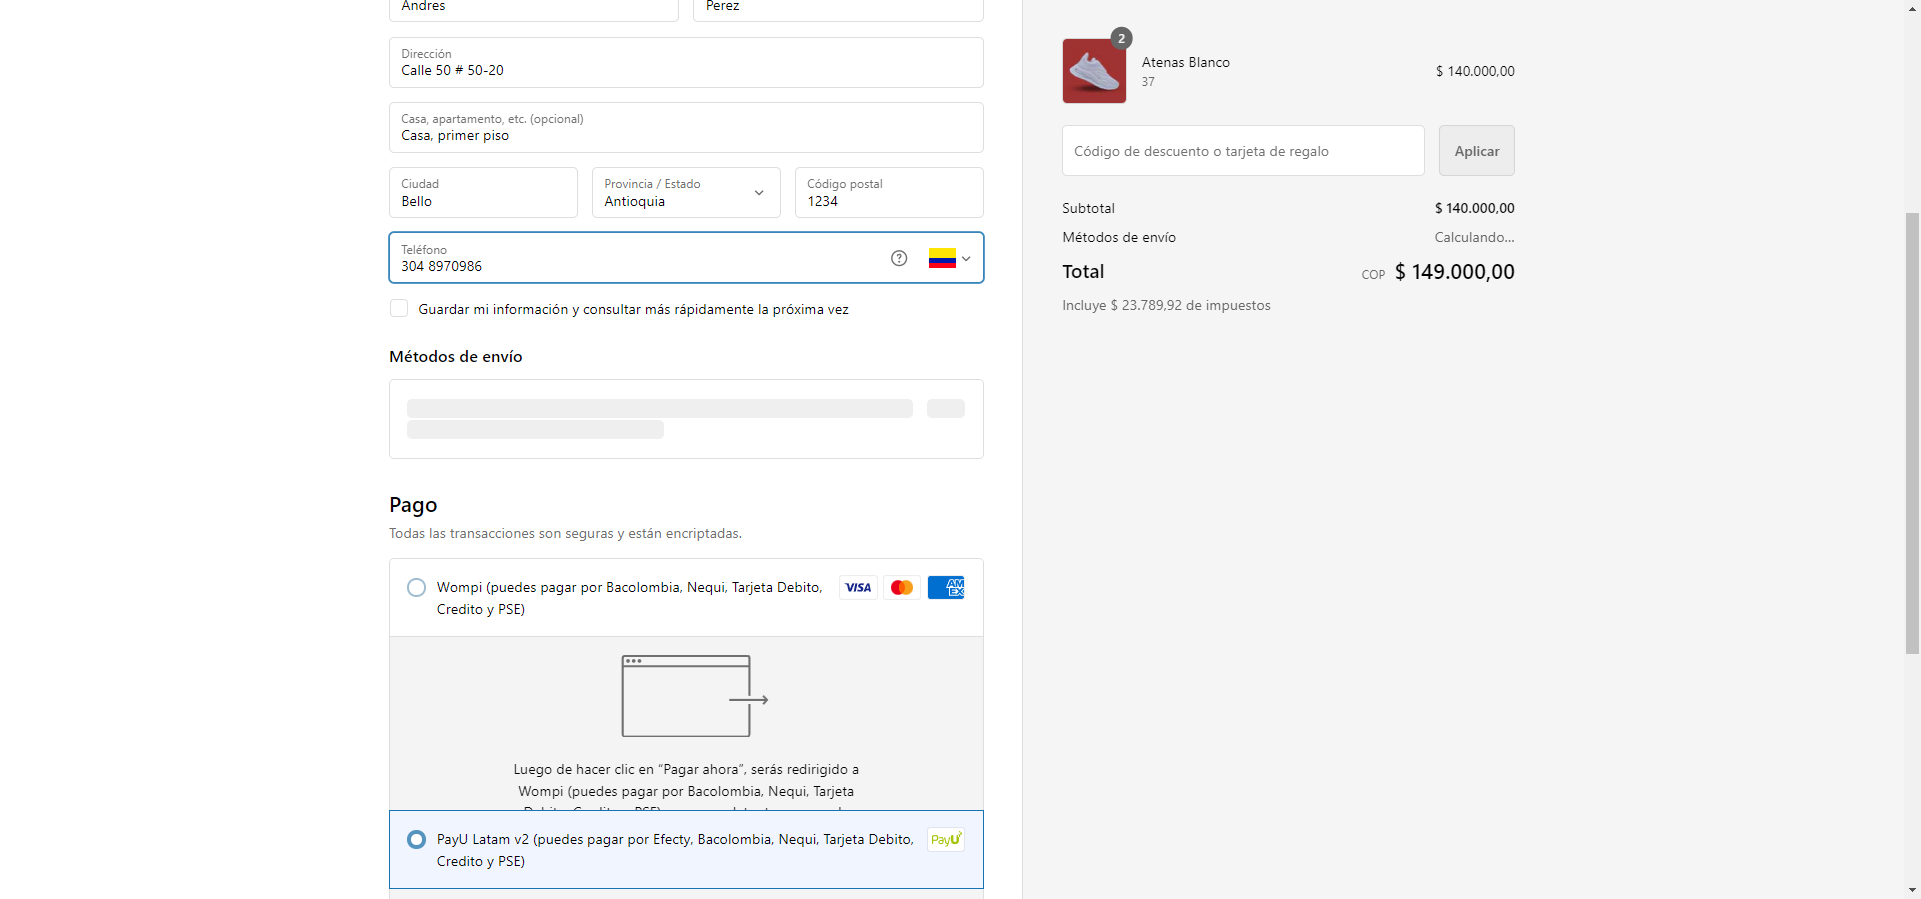 Andres
Perez
Dirección
Calle 50 # 50-20
Casa, apartamento, etc. (opcional)
Casa, primer piso
Ciudad
Bello
Provincia / Estado
Antioquia
Código postal
1234
Teléfono
304 8970986
Guardar mi información y consultar más rápidamente la próxima vez
Métodos de envío
Pago
Todas las transacciones son seguras y están encriptadas.
Wompi (puedes pagar por Bacolombia, Nequi, Tarjeta Debito,
Credito y PSE)
VISA
AM
EX
Luego de hacer clic en “Pagar ahora”, serás redirigido a
Wompi (puedes pagar por Bacolombia, Nequi, Tarjeta
PayU Latam v2 (puedes pagar por Efecty, Bacolombia, Nequi, Tarjeta Debito,
Credito y PSE)
PayU
2
Atenas Blanco
37
$ 140.000,00
Código de descuento o tarjeta de regalo
Aplicar
Subtotal
$ 140.000,00
Métodos de envío
Calculando...
Total
COP $ 149.000,00
Incluye $ 23.789,92 de impuestos